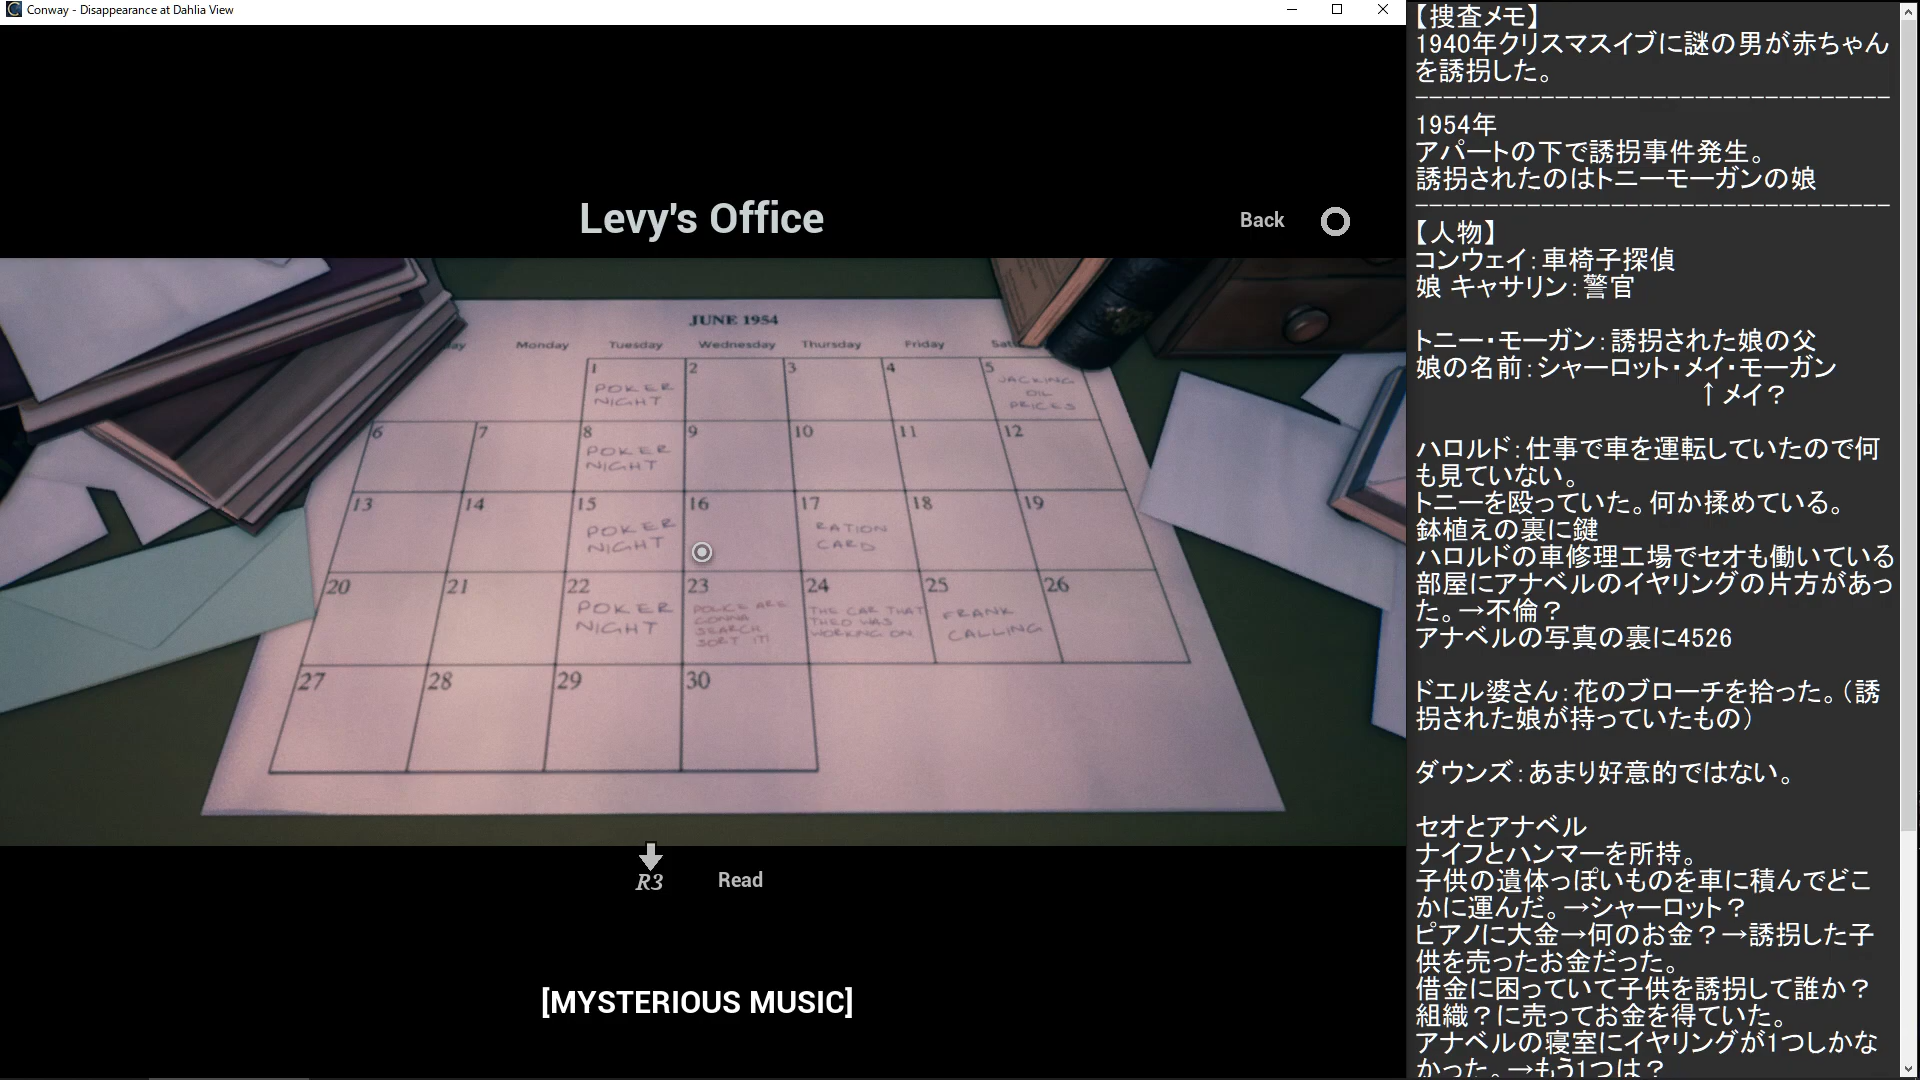 Conway - Disappearance at Dahlia View
Levy's Office
Back
JUNE 1954
Monday Tuesday Wednesday Thursday Friday
1 2 3 4 5
POKER NIGHT
JACKING OIL PRICES
6 7 8 9 10 11 12
POKER NIGHT
13 14 15 16 17 18 19
POKER NIGHT
RATION CARD
20 21 22 23 24 25 26
POKER NIGHT
POLICE ARE GONNA SEARCH SORT IT!
THE CAR THAT THEO WAS WORKING ON
FRANK CALLING
27 28 29 30
R3 Read
[MYSTERIOUS MUSIC]
【捜査メモ】
1940年クリスマスイブに謎の男が赤ちゃん
を誘拐した。
1954年
アパートの下で誘拐事件発生。
誘拐されたのはトニーモーガンの娘
【人物】
コンウェイ：車椅子探偵
娘 キャサリン：警官
トニー・モーガン：誘拐された娘の父
娘の名前：シャーロット・メイ・モーガン
↑メイ？
ハロルド：仕事で車を運転していたので何
も見ていない。
トニーを殴っていた。何か揉めている。
鉢植えの裏に鍵
ハロルドの車修理工場でセオも働いている
部屋にアナベルのイヤリングの片方があっ
た。→不倫？
アナベルの写真の裏に4526
ドエル婆さん：花のブローチを拾った。（誘
拐された娘が持っていたもの）
ダウンズ：あまり好意的ではない。
セオとアナベル
ナイフとハンマーを所持。
子供の遺体っぽいものを車に積んでどこ
かに運んだ。→シャーロット？
ピアノに大金→何のお金？→誘拐した子
供を売ったお金だった。
借金に困っていて子供を誘拐して誰か？
組織？に売ってお金を得ていた。
アナベルの寝室にイヤリングが1つしかな
かった。→もう1つは？